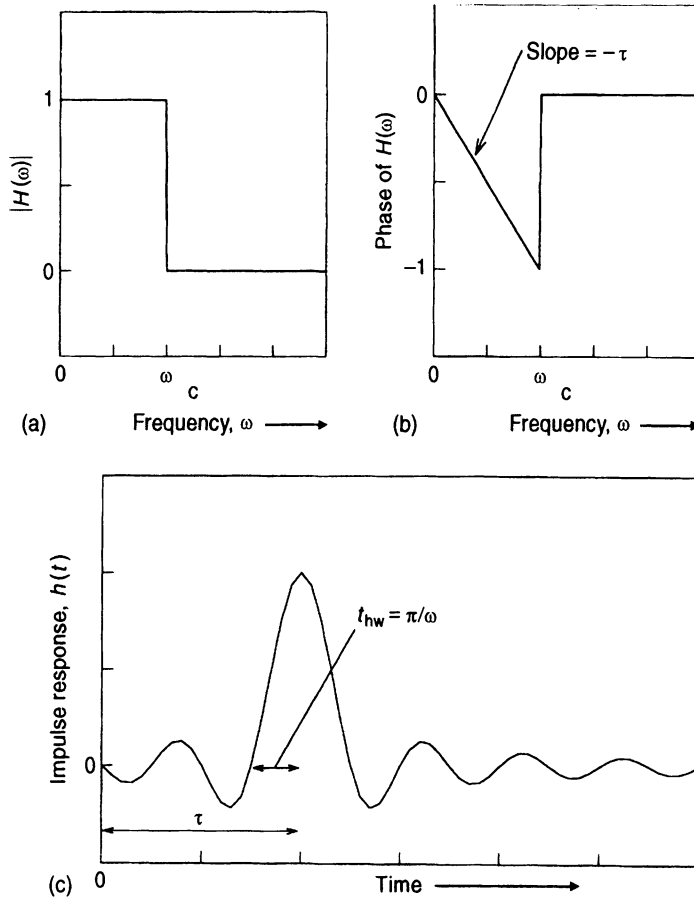 |H(ω)|
1
0
0
ω
c
(a)
Frequency, ω
Slope = −τ
Phase of H(ω)
0
−1
0
ω
c
(b)
Frequency, ω
Impulse response, h(t)
t_hw = π/ω
0
τ
0
(c)
Time